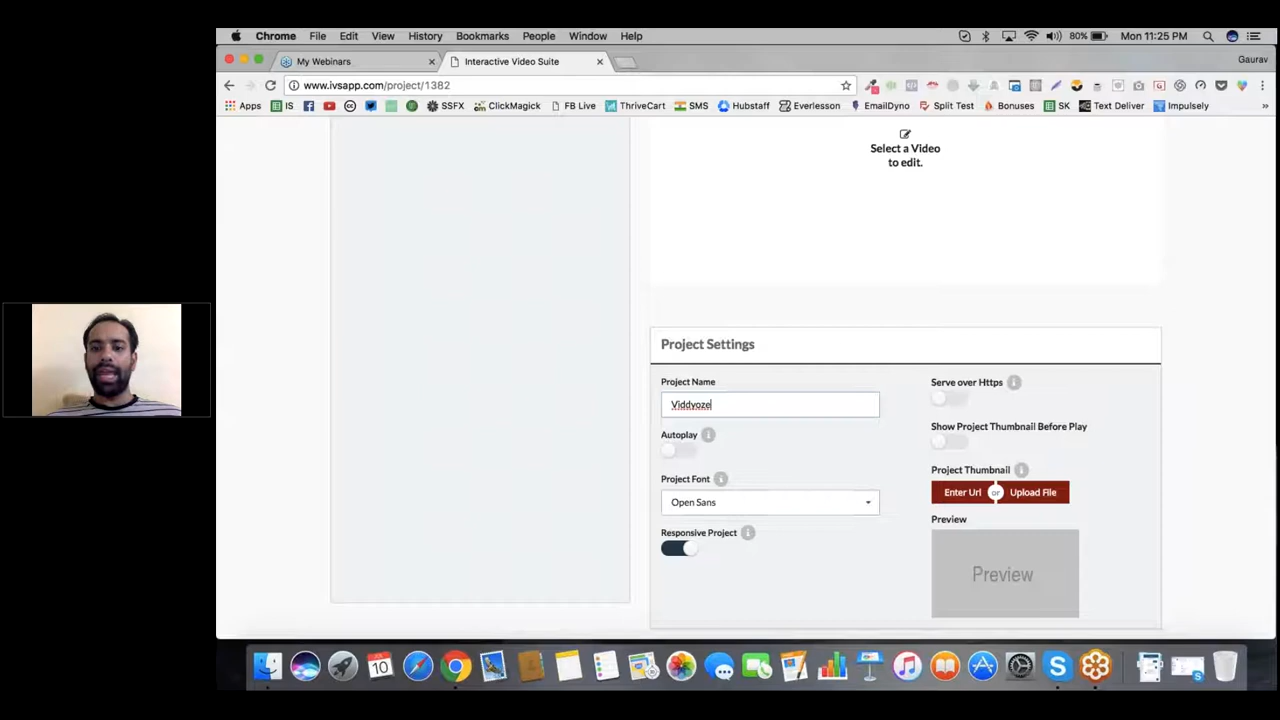 Chrome File Edit View History Bookmarks People Window Help 80% Mon 11:25 PM
My Webinars Interactive Video Suite Gaurav
www.ivsapp.com/project/1382
Apps IS SSFX ClickMagick FB Live ThriveCart SMS Hubstaff Everlesson EmailDyno Split Test Bonuses SK Text Deliver Impulsely »
Select a Video
to edit.
Project Settings
Project Name
Viddyoze
Autoplay
Project Font
Open Sans
Responsive Project
Serve over Https
Show Project Thumbnail Before Play
Project Thumbnail
Enter Url or Upload File
Preview
Preview
10